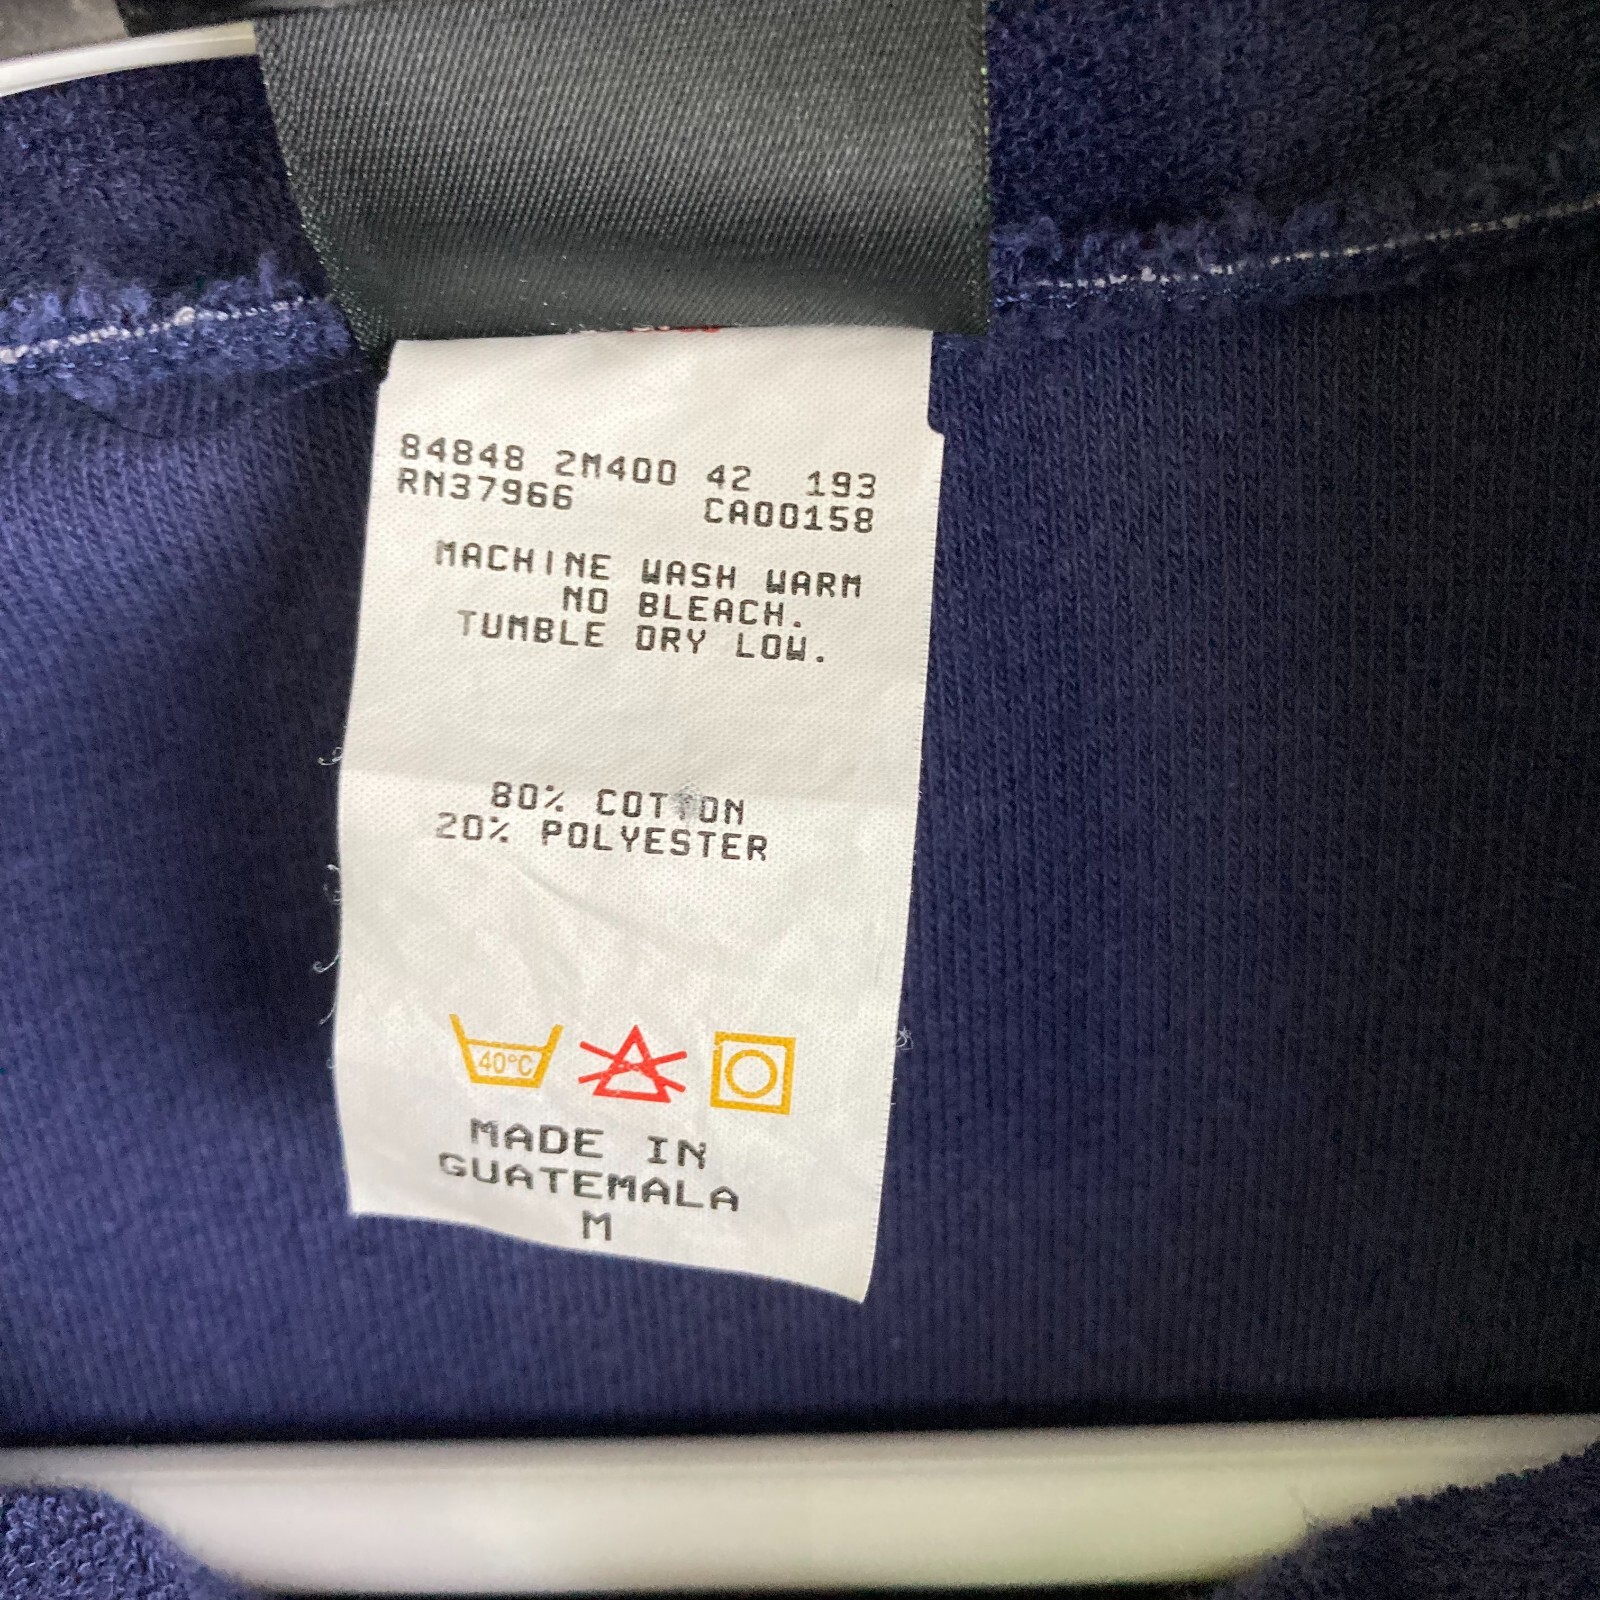 84848 2M400 42 193
RN37966 CA00158
MACHINE WASH WARM
NO BLEACH.
TUMBLE DRY LOW.
80% COTTON
20% POLYESTER
40°C
MADE IN
GUATEMALA
M